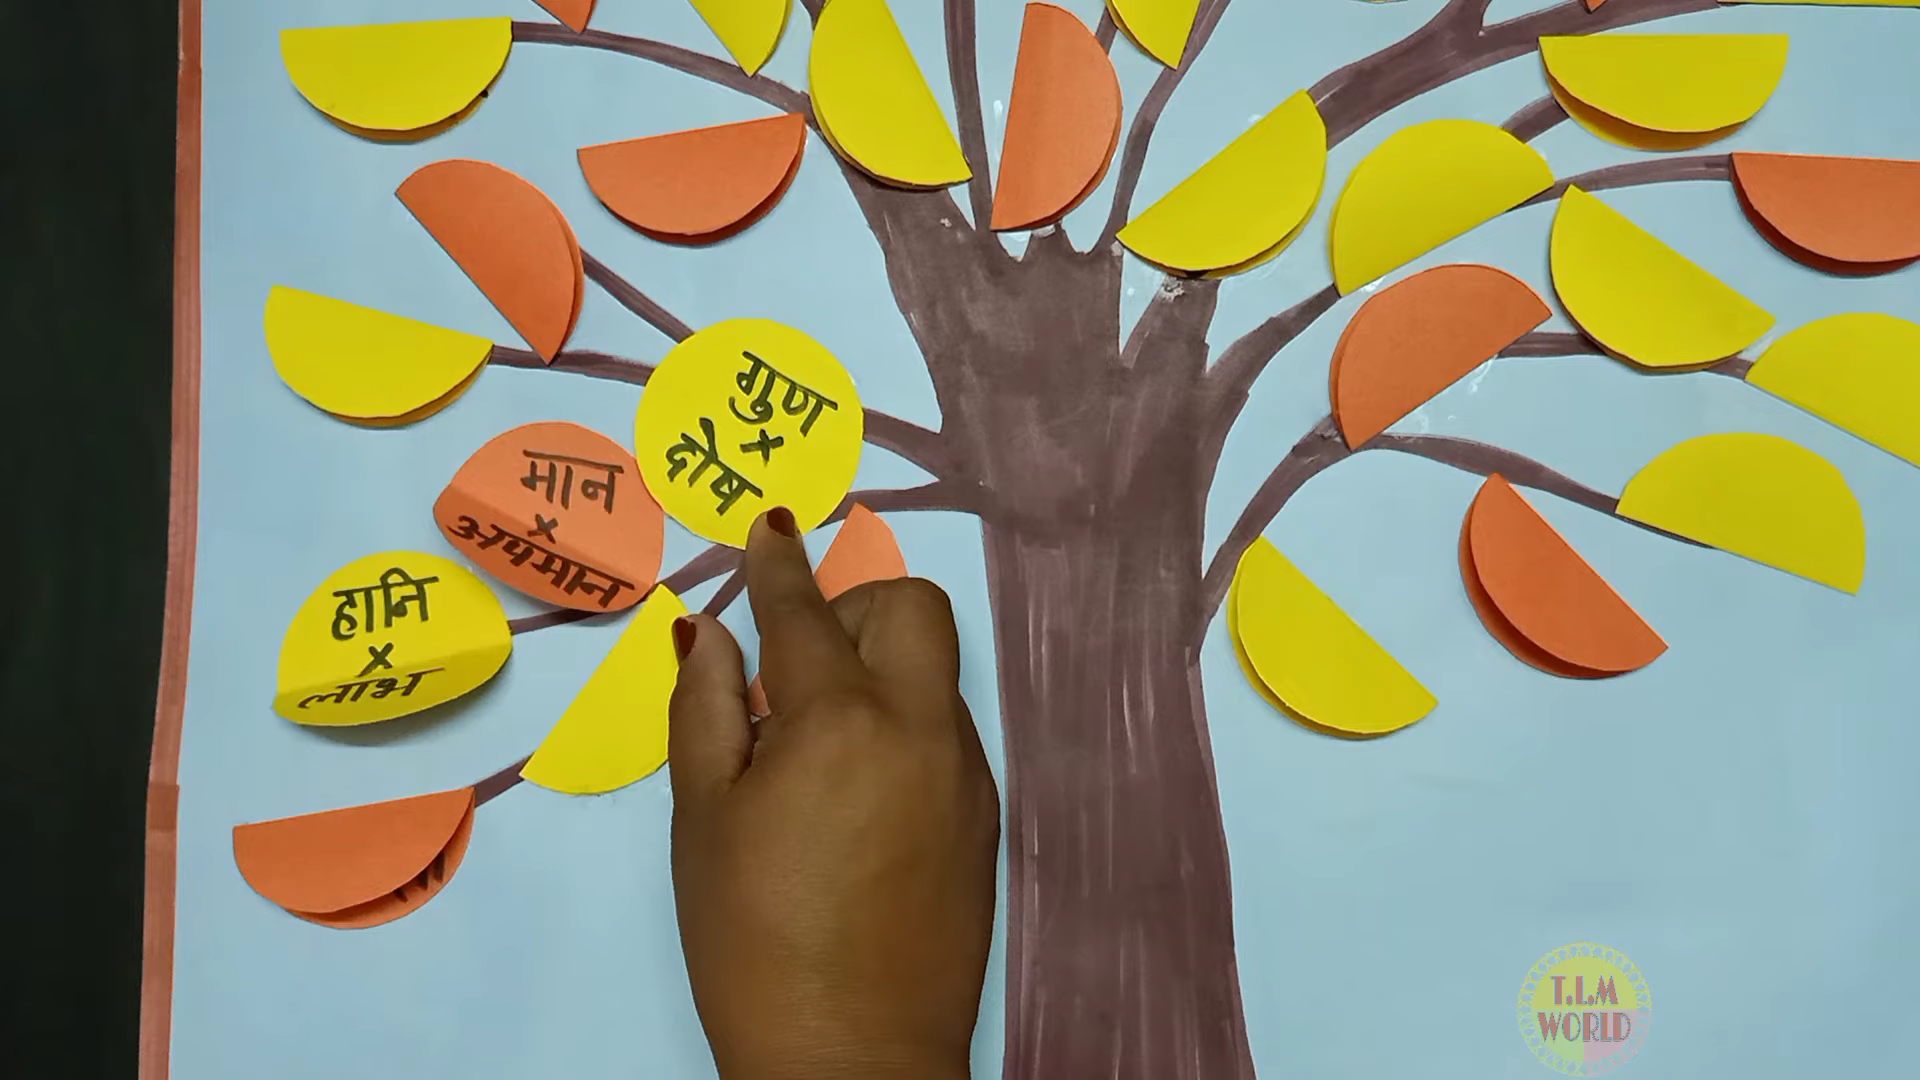 गुण
x
दोष
मान
x
अपमान
हानि
x
लाभ
T.L.M
WORLD